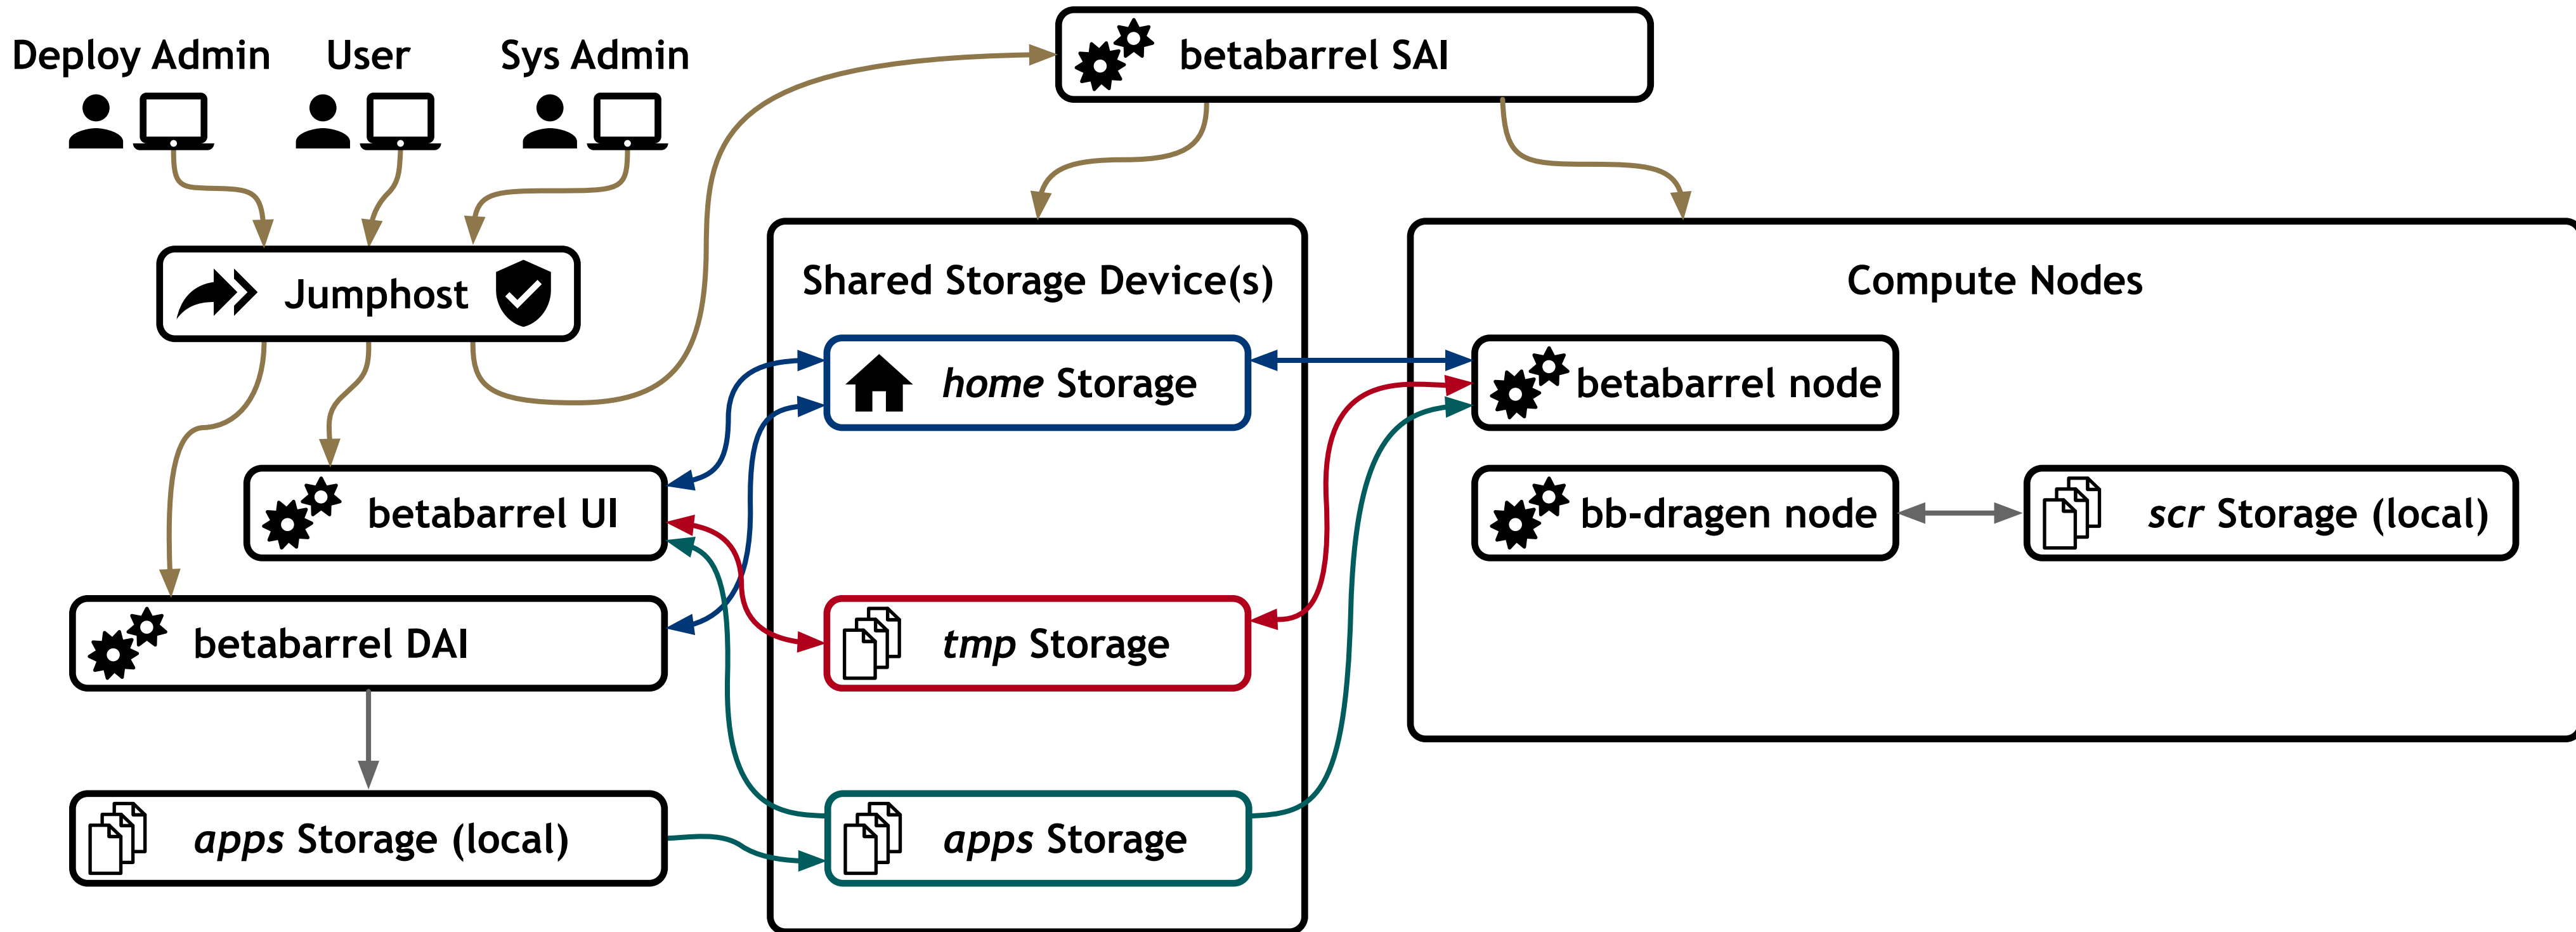 Deploy Admin
User
Sys Admin
betabarrel SAI
Jumphost
Shared Storage Device(s)
Compute Nodes
home Storage
betabarrel node
betabarrel UI
bb-dragen node
scr Storage (local)
betabarrel DAI
tmp Storage
apps Storage (local)
apps Storage